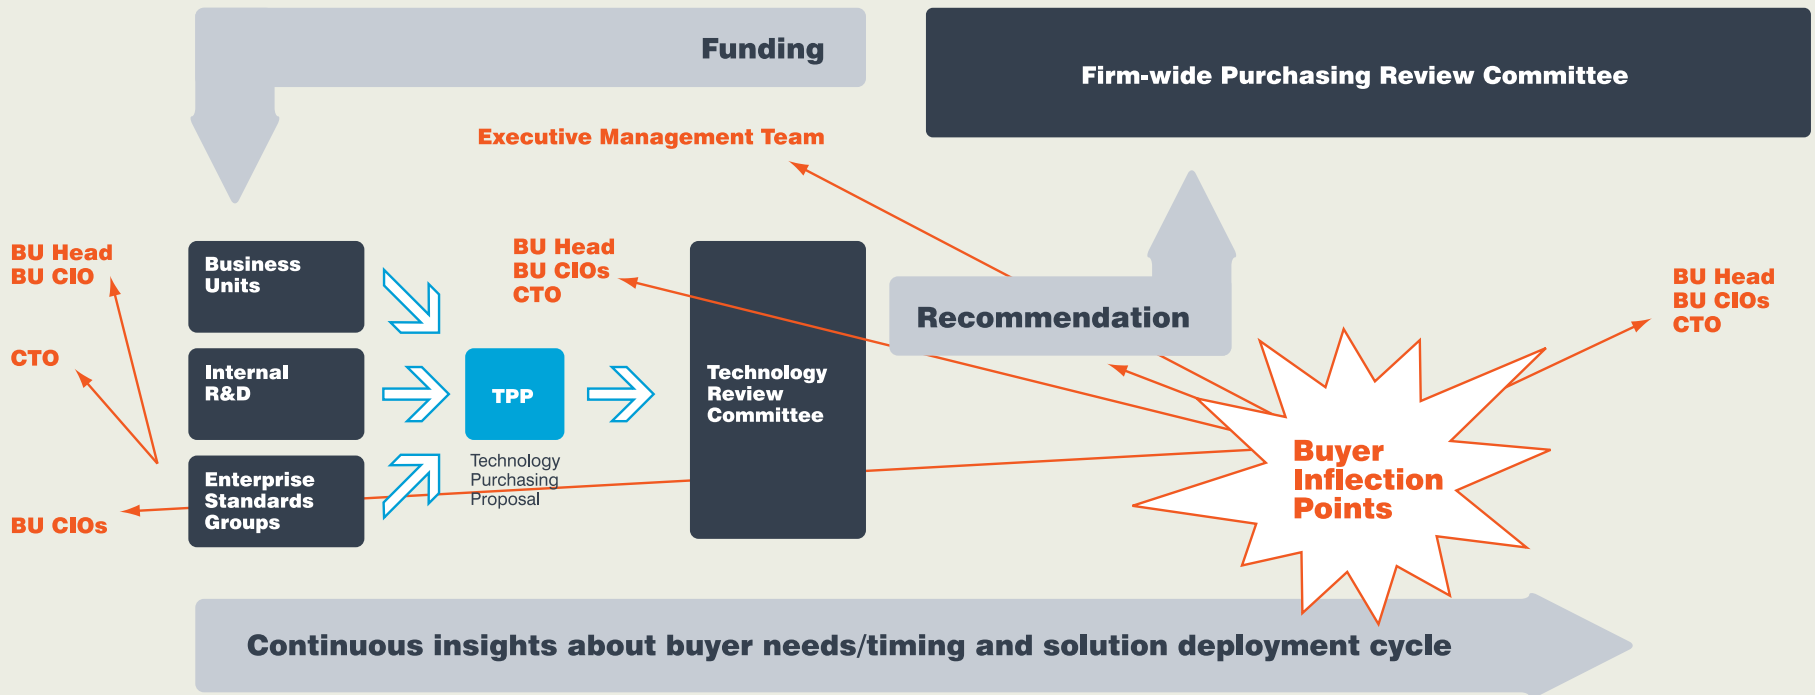 Funding
Firm-wide Purchasing Review Committee
Executive Management Team
BU Head
BU CIO
CTO
BU CIOs
Business
Units
Internal
R&D
Enterprise
Standards
Groups
TPP
Technology
Purchasing
Proposal
BU Head
BU CIOs
CTO
Technology
Review
Committee
Recommendation
BU Head
BU CIOs
CTO
Buyer
Inflection
Points
Continuous insights about buyer needs/timing and solution deployment cycle